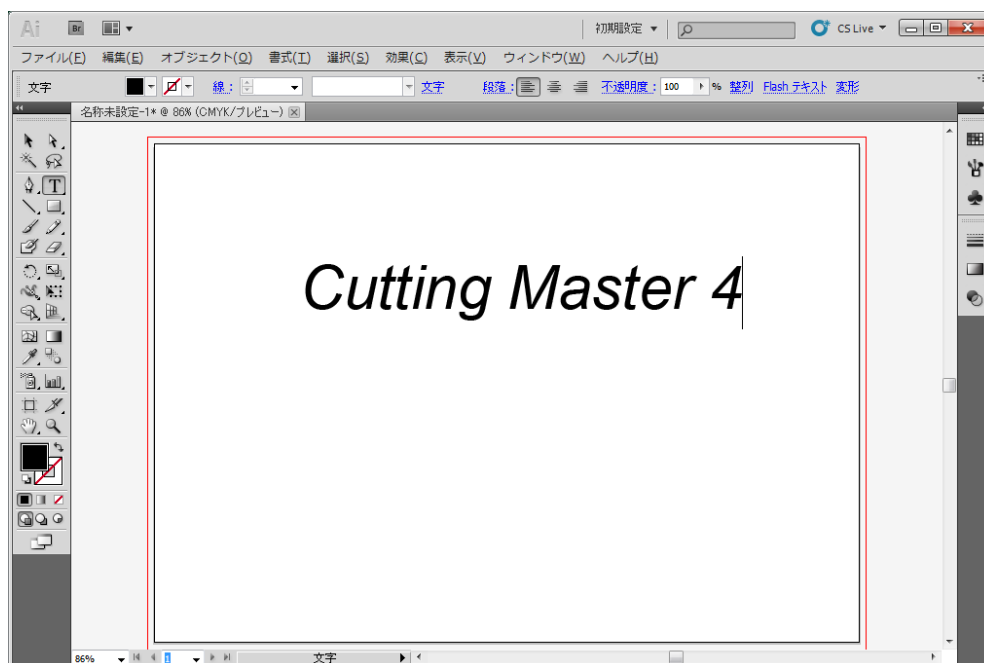 Ai Br 初期設定 CS Live
ファイル(F) 編集(E) オブジェクト(O) 書式(T) 選択(S) 効果(C) 表示(V) ウィンドウ(W) ヘルプ(H)
文字 線: 文字 段落: 不透明度: 100 % 整列 Flash テキスト 変形
名称未設定-1* @ 86% (CMYK/プレビュー)
Cutting Master 4
86% 1 文字